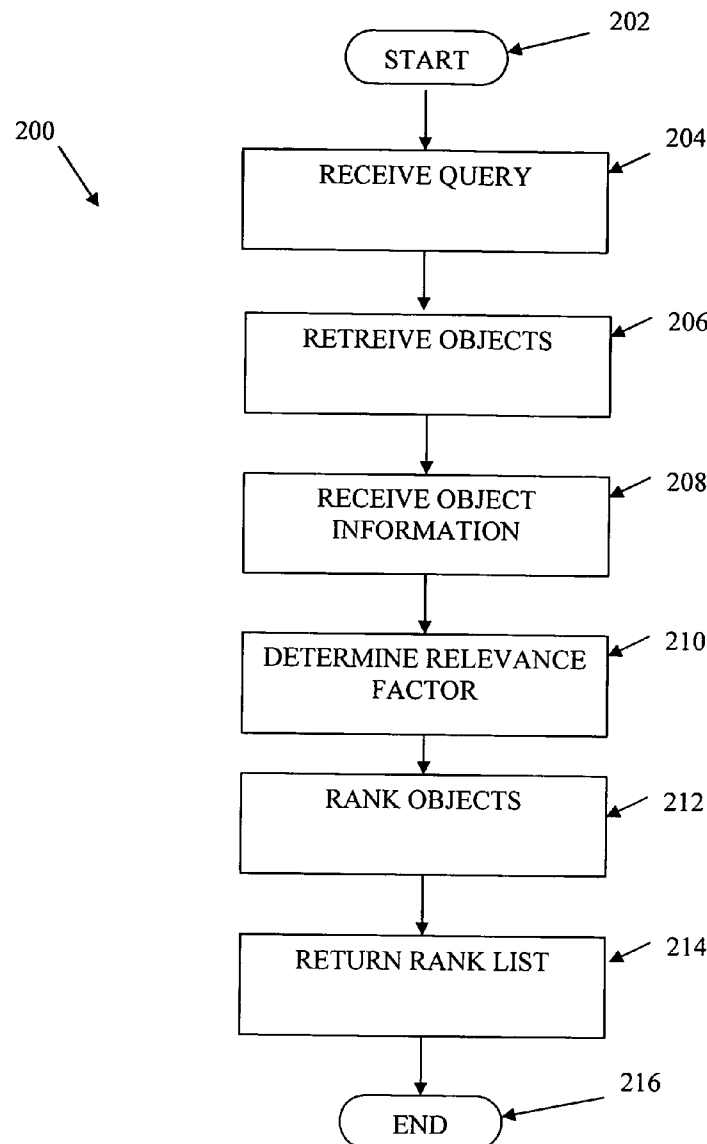 202
START
200
204
RECEIVE QUERY
RETREIVE OBJECTS
206
RECEIVE OBJECT
INFORMATION
208
DETERMINE RELEVANCE
FACTOR
210
RANK OBJECTS
212
RETURN RANK LIST
214
216
END